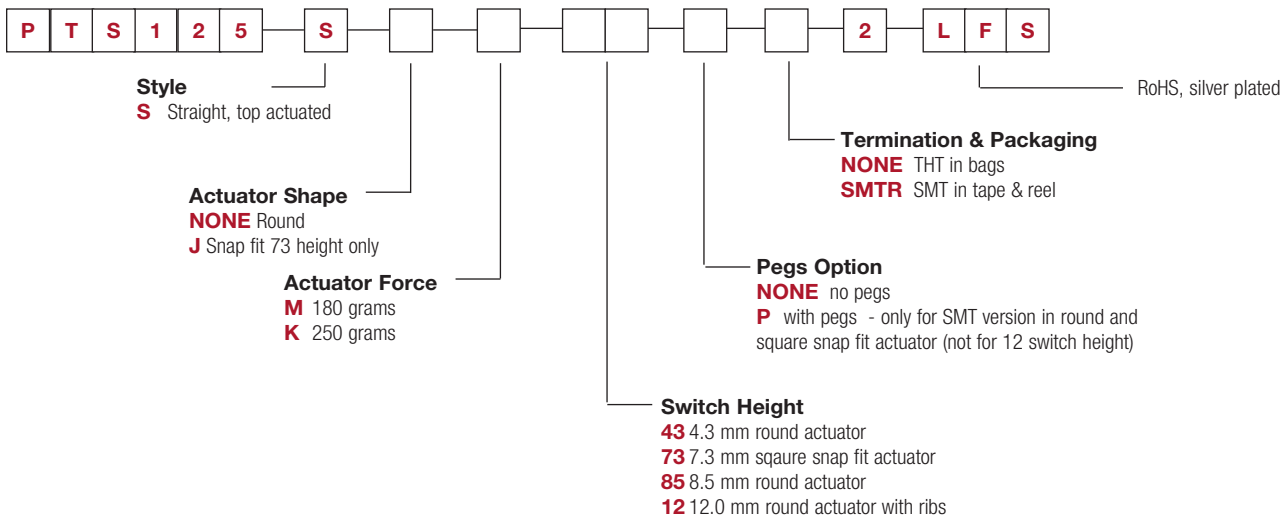 P T S 1 2 5 S 2 L F S
RoHS, silver plated
Style
S Straight, top actuated
Termination & Packaging
NONE THT in bags
SMTR SMT in tape & reel
Actuator Shape
NONE Round
J Snap fit 73 height only
Pegs Option
NONE no pegs
P with pegs - only for SMT version in round and
square snap fit actuator (not for 12 switch height)
Actuator Force
M 180 grams
K 250 grams
Switch Height
43 4.3 mm round actuator
73 7.3 mm sqaure snap fit actuator
85 8.5 mm round actuator
12 12.0 mm round actuator with ribs